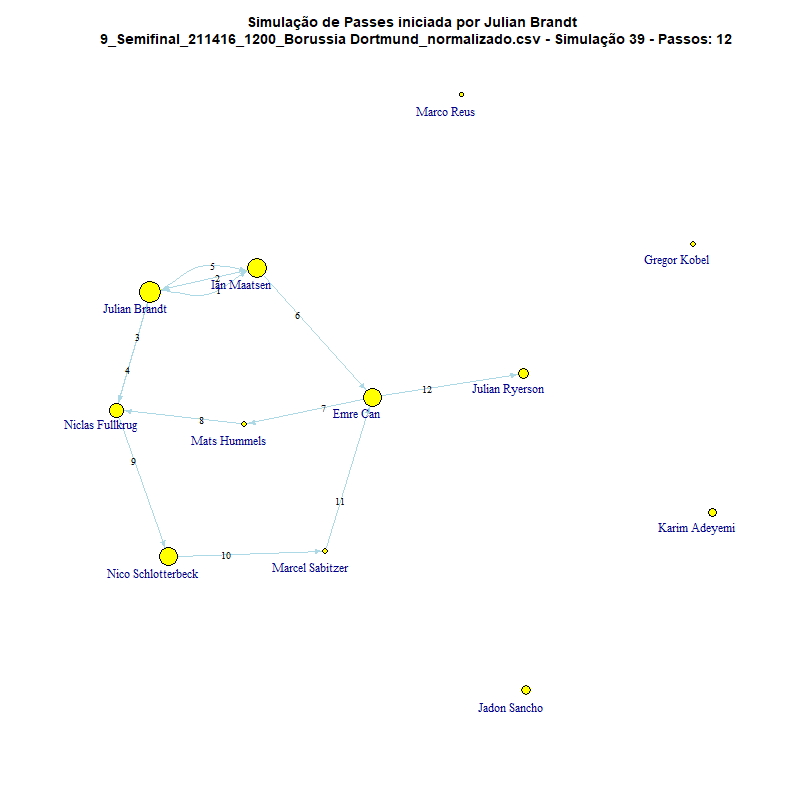 Simulação de Passes iniciada por Julian Brandt
9_Semifinal_211416_1200_Borussia Dortmund_normalizado.csv - Simulação 39 - Passos: 12
Marco Reus
Gregor Kobel
5
2
1
Ian Maatsen
Julian Brandt
6
3
4
12
Julian Ryerson
7
Emre Can
8
Niclas Fullkrug
Mats Hummels
9
11
Karim Adeyemi
10
Marcel Sabitzer
Nico Schlotterbeck
Jadon Sancho